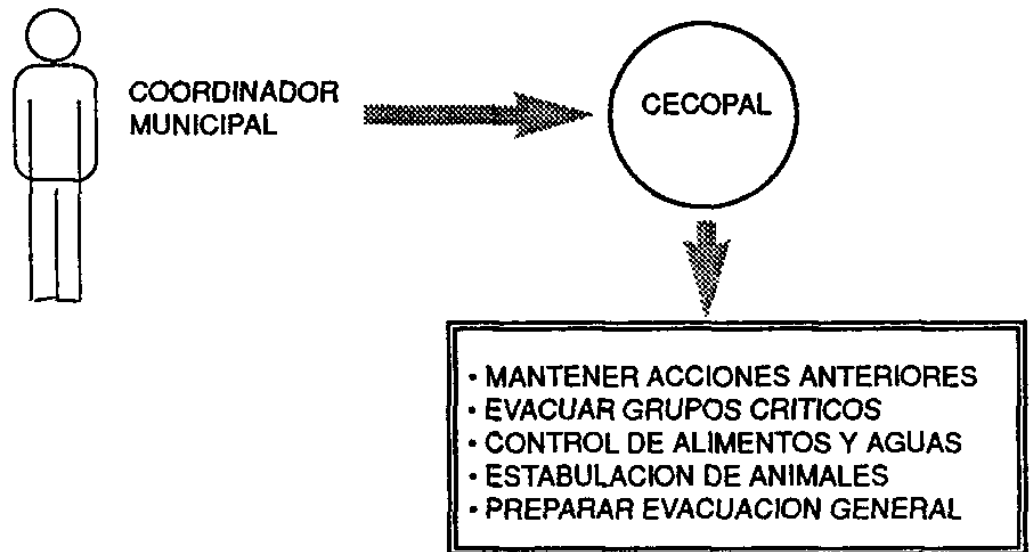 COORDINADOR
MUNICIPAL
CECOPAL
• MANTENER ACCIONES ANTERIORES
• EVACUAR GRUPOS CRITICOS
• CONTROL DE ALIMENTOS Y AGUAS
• ESTABULACION DE ANIMALES
• PREPARAR EVACUACION GENERAL